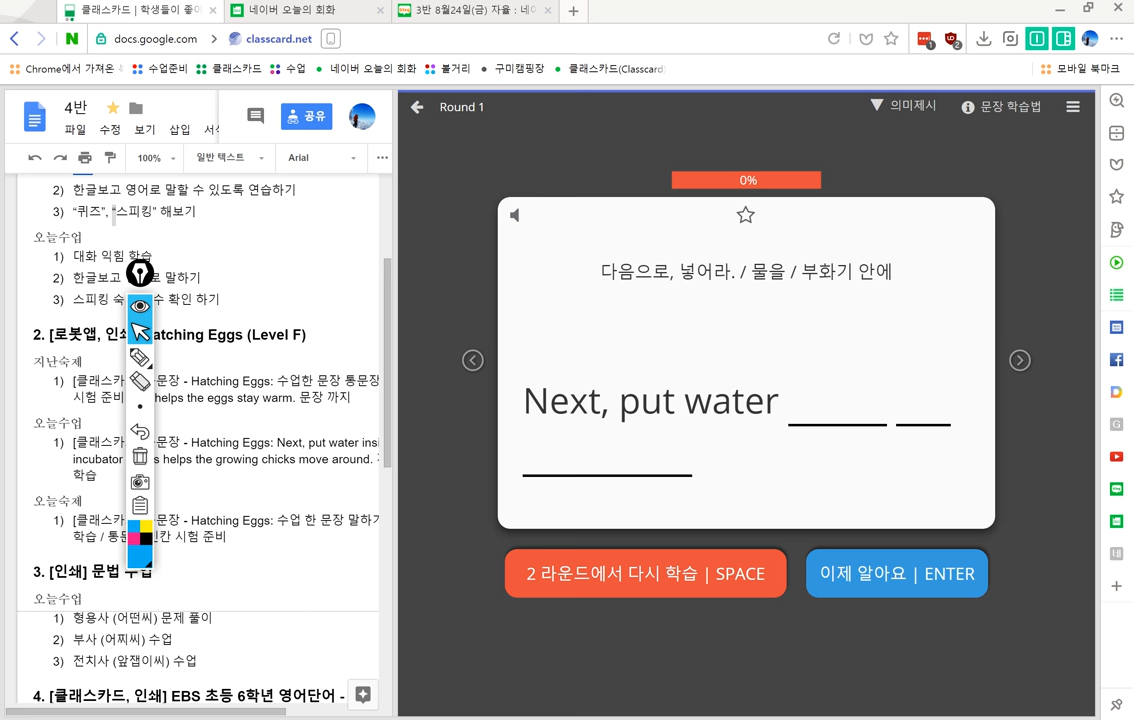 클래스카드 | 학생들이 좋아
네이버 오늘의 회화
3반 8월24일(금) 자율 : 네이
docs.google.com > classcard.net
Chrome에서 가져온
수업준비
클래스카드
수업
네이버 오늘의 회화
볼거리
구미캠핑장
클래스카드(Classcard
모바일 북마크
4반
파일 수정 보기 삽입
공유
100% 일반 텍스트 Arial
2) 한글보고 영어로 말할 수 있도록 연습하기
3) “퀴즈”, “스피킹” 해보기
오늘수업
1) 대화 익힘 학습
2) 한글보고 로 말하기
3) 스피킹 숙 수 확인 하기
2. [로봇앱, 인쇄 Hatching Eggs (Level F)
지난숙제
1) [클래스카 문장 - Hatching Eggs: 수업한 문장 통문장
시험 준비 helps the eggs stay warm. 문장 까지
오늘수업
1) [클래스카 문장 - Hatching Eggs: Next, put water insi
incubator s helps the growing chicks move around.
학습
오늘숙제
1) [클래스카 문장 - Hatching Eggs: 수업 한 문장 말하기
학습 / 통문 빈칸 시험 준비
3. [인쇄] 문법 수업
오늘수업
1) 형용사 (어떤씨) 문제 풀이
2) 부사 (어찌씨) 수업
3) 전치사 (앞잽이씨) 수업
4. [클래스카드, 인쇄] EBS 초등 6학년 영어단어 -
Round 1
의미제시
문장 학습법
0%
다음으로, 넣어라. / 물을 / 부화기 안에
Next, put water
2 라운드에서 다시 학습 | SPACE
이제 알아요 | ENTER